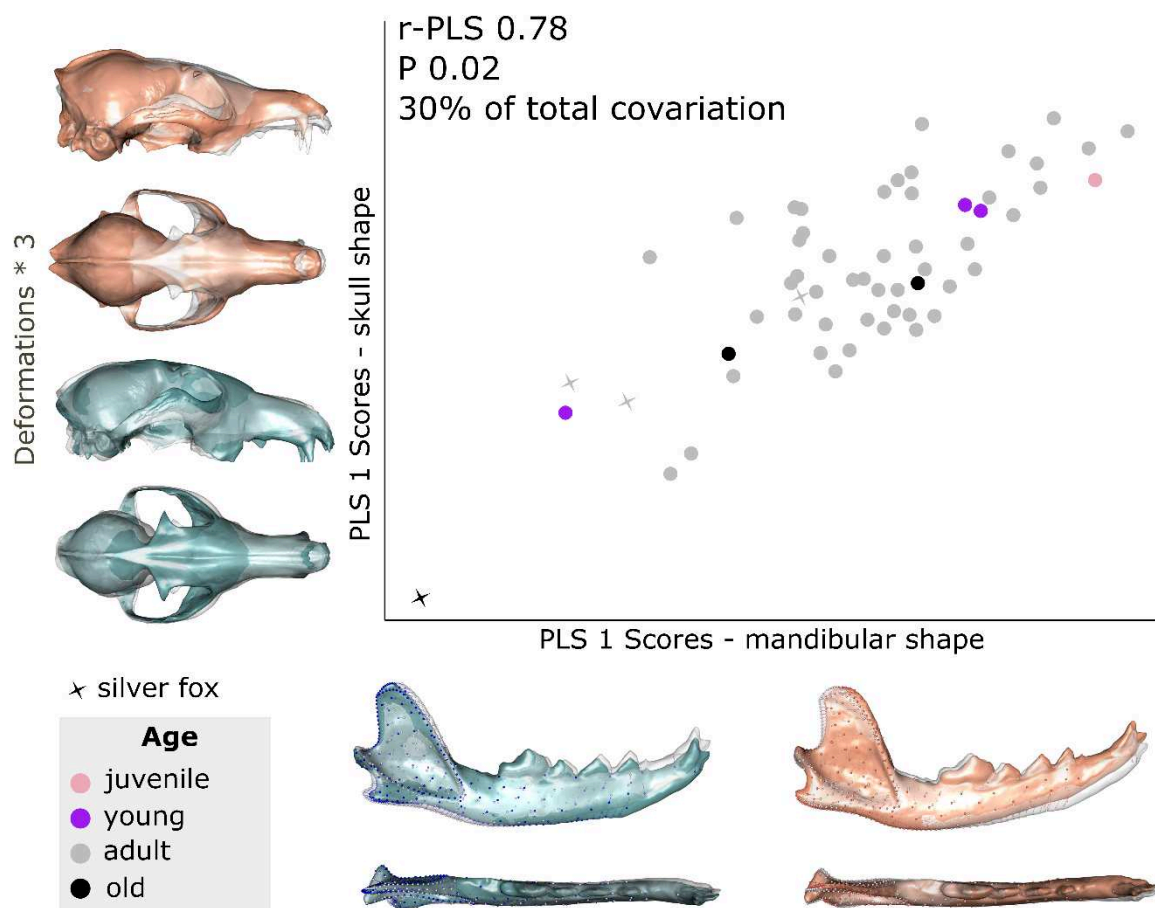 r-PLS 0.78
P 0.02
30% of total covariation
Deformations * 3
PLS 1 Scores - skull shape
PLS 1 Scores - mandibular shape
silver fox
Age
juvenile
young
adult
old